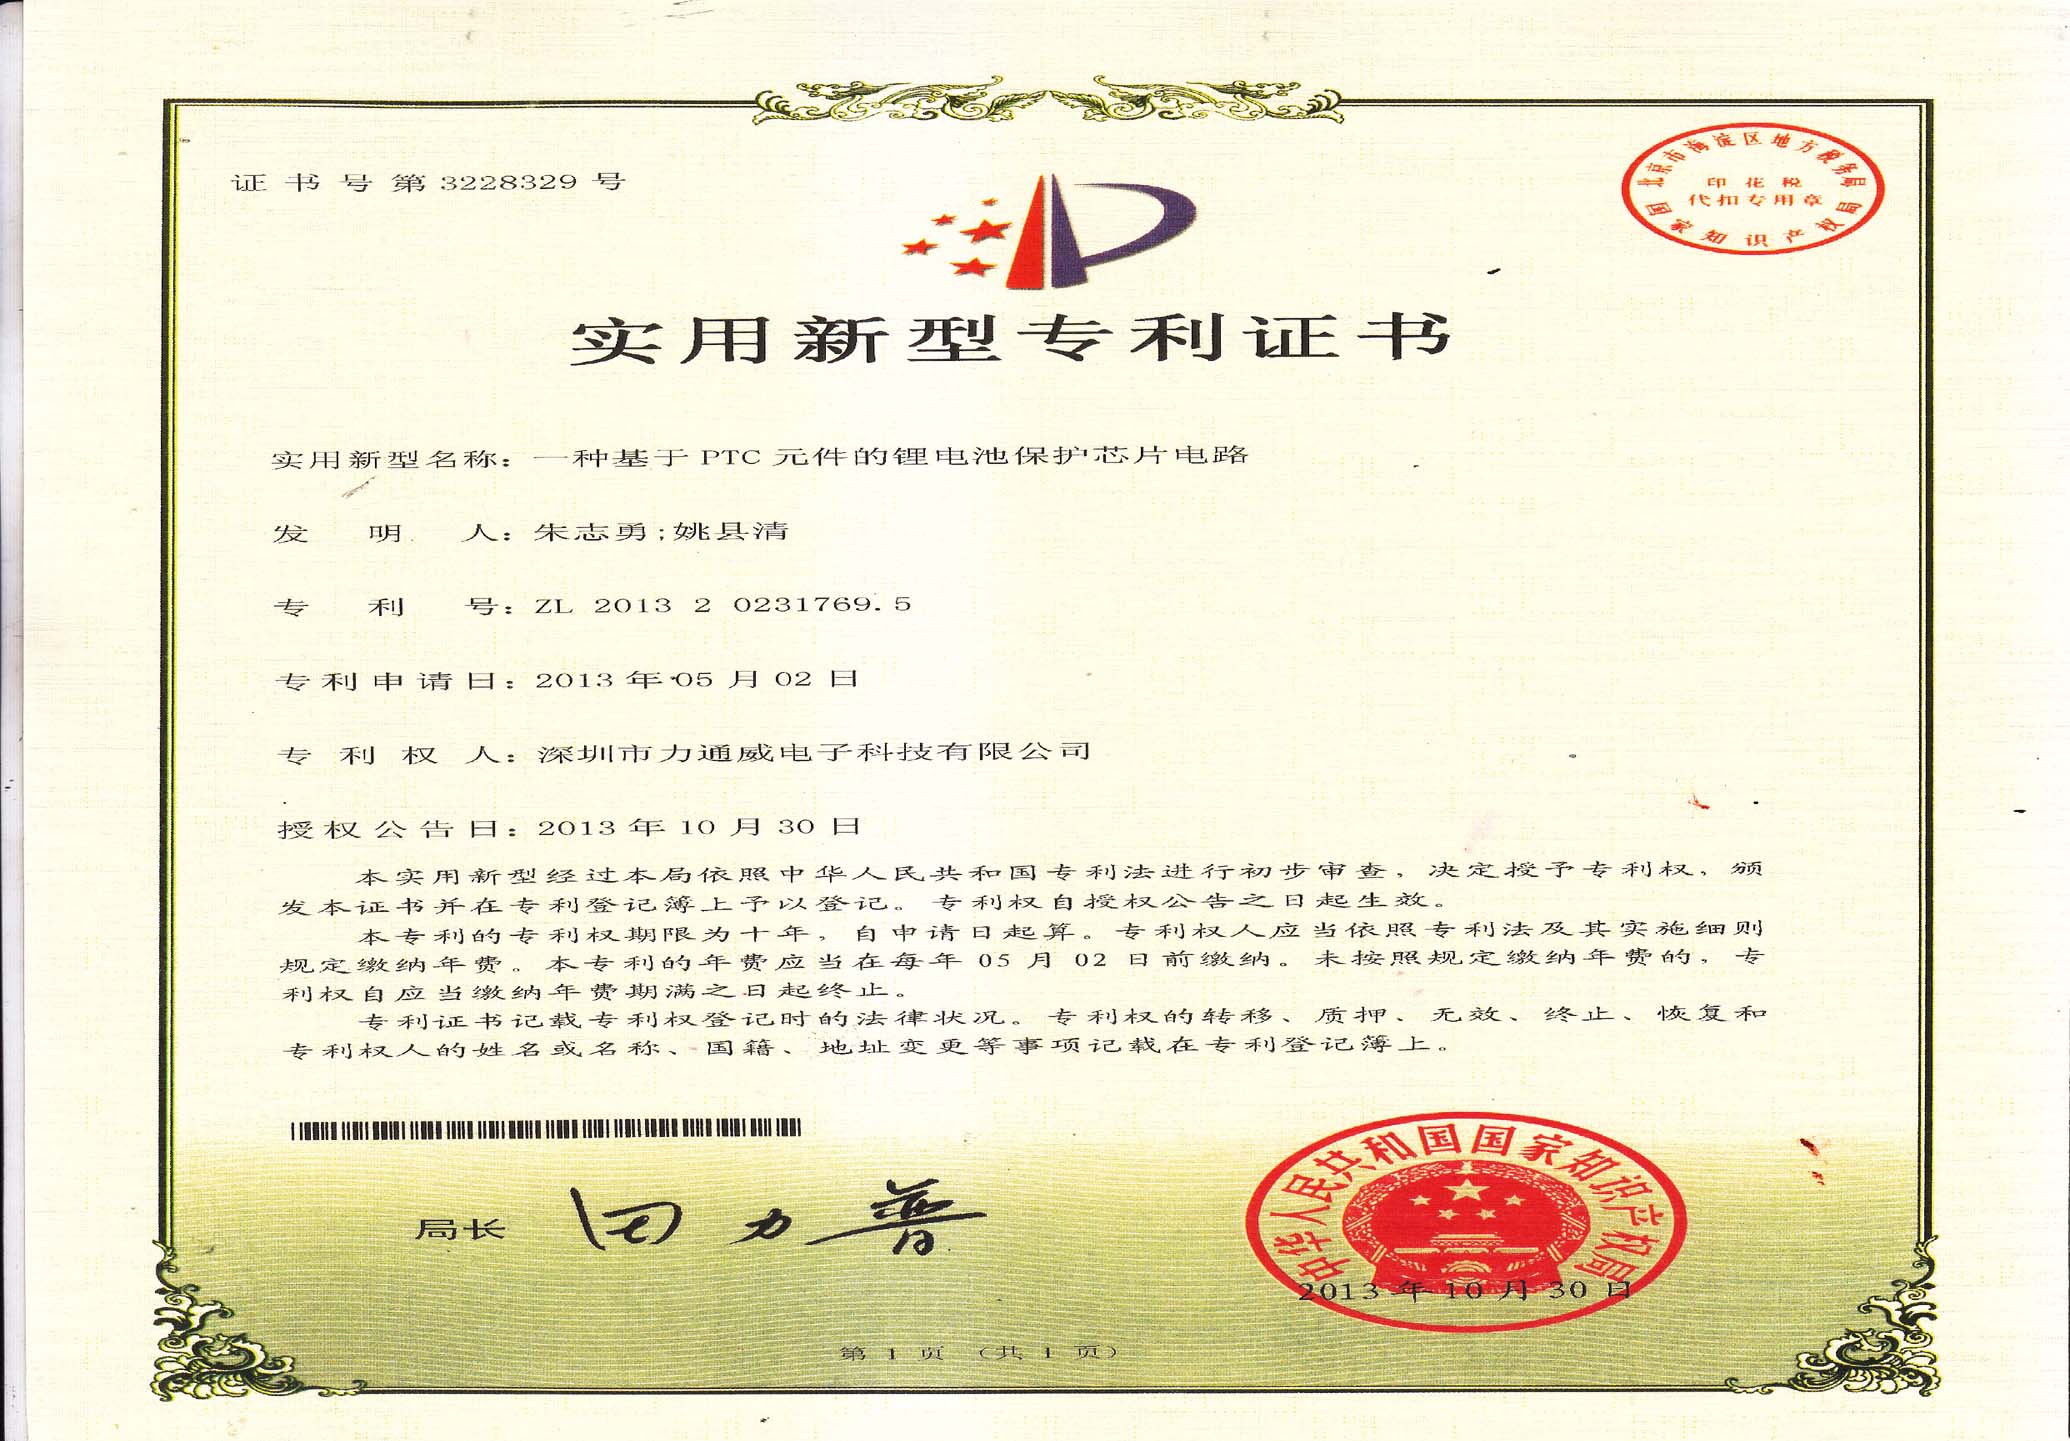 证书号第3228329号
北京市海淀区地方税务局
印花税
代扣专用章
国家知识产权局
实用新型专利证书
实用新型名称：一种基于PTC元件的锂电池保护芯片电路
发明人：朱志勇;姚县清
专利号：ZL 2013 2 0231769.5
专利申请日：2013年05月02日
专利权人：深圳市力通威电子科技有限公司
授权公告日：2013年10月30日
本实用新型经过本局依照中华人民共和国专利法进行初步审查，决定授予专利权，颁
发本证书并在专利登记簿上予以登记。专利权自授权公告之日起生效。
本专利的专利权期限为十年，自申请日起算。专利权人应当依照专利法及其实施细则
规定缴纳年费。本专利的年费应当在每年05月02日前缴纳。未按照规定缴纳年费的，专
利权自应当缴纳年费期满之日起终止。
专利证书记载专利权登记时的法律状况。专利权的转移、质押、无效、终止、恢复和
专利权人的姓名或名称、国籍、地址变更等事项记载在专利登记簿上。
局长 田力普
中华人民共和国国家知识产权局
2013年10月30日
第1页（共1页）